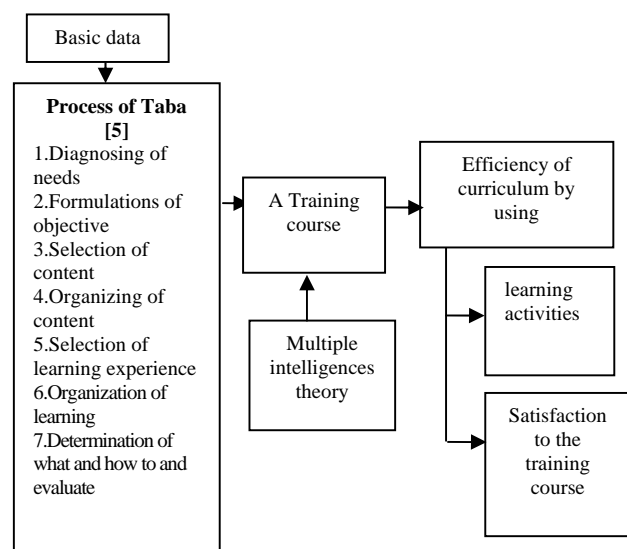 Basic data
Process of Taba
[5]
1.Diagnosing of
needs
2.Formulations of
objective
3.Selection of
content
4.Organizing of
content
5.Selection of
learning experience
6.Organization of
learning
7.Determination of
what and how to and
evaluate
A Training
course
Multiple
intelligences
theory
Efficiency of
curriculum by
using
learning
activities
Satisfaction
to the
training
course